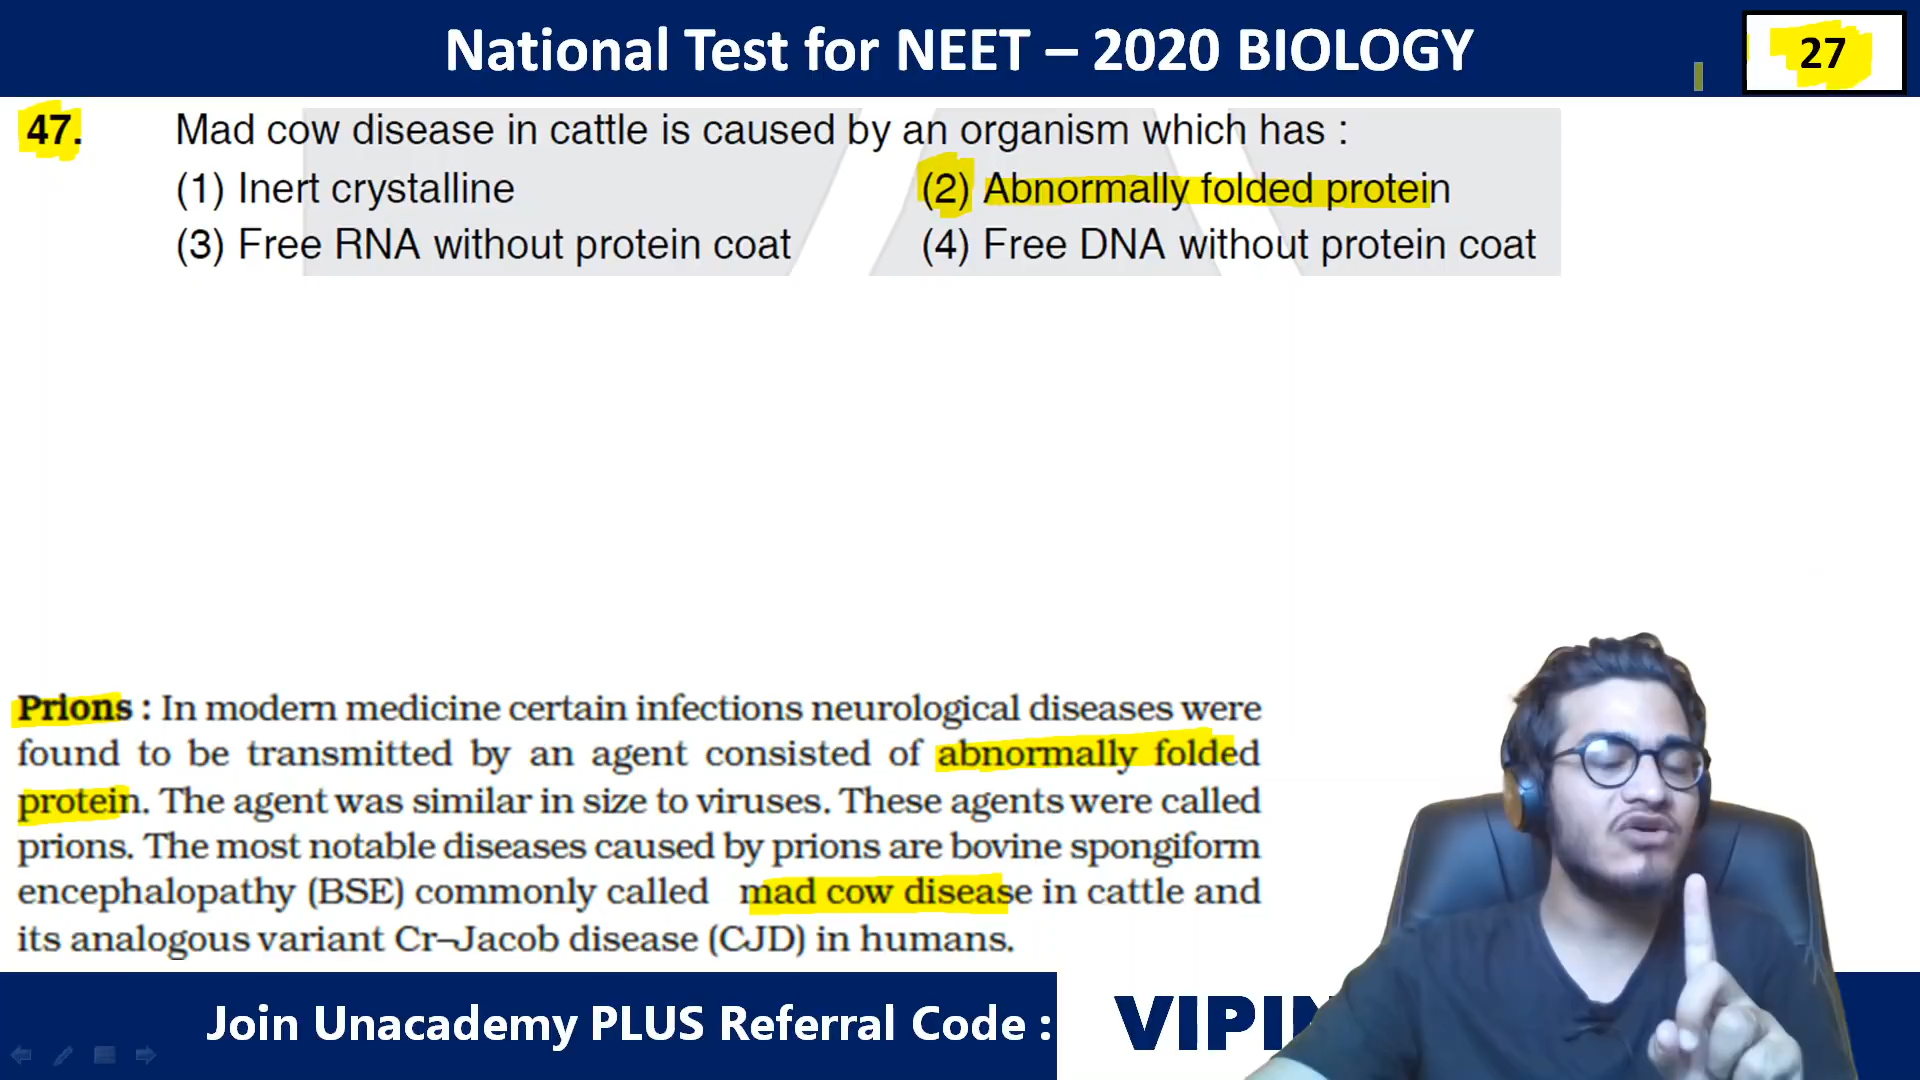 National Test for NEET – 2020 BIOLOGY
27
47. Mad cow disease in cattle is caused by an organism which has :
(1) Inert crystalline (2) Abnormally folded protein
(3) Free RNA without protein coat (4) Free DNA without protein coat
Prions : In modern medicine certain infections neurological diseases were
found to be transmitted by an agent consisted of abnormally folded
protein. The agent was similar in size to viruses. These agents were called
prions. The most notable diseases caused by prions are bovine spongiform
encephalopathy (BSE) commonly called mad cow disease in cattle and
its analogous variant Cr–Jacob disease (CJD) in humans.
Join Unacademy PLUS Referral Code :